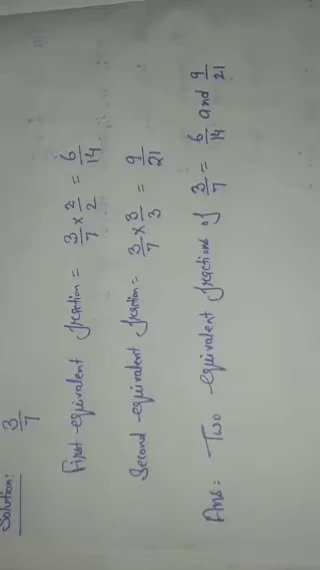 Solution: 3/7
First equivalent fraction = 3/7 × 2/2 = 6/14
Second equivalent fraction = 3/7 × 3/3 = 9/21
Ans: Two equivalent fractions of 3/7 = 6/14 and 9/21